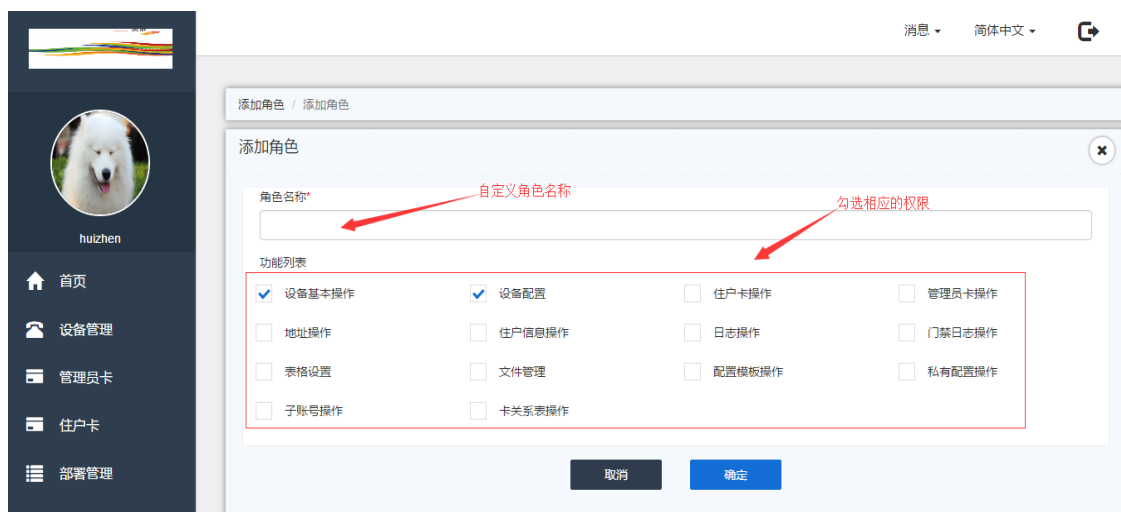 消息 简体中文
添加角色 / 添加角色
添加角色
角色名称*
自定义角色名称
勾选相应的权限
huizhen
功能列表
首页
设备基本操作 设备配置 住户卡操作 管理员卡操作
设备管理
地址操作 住户信息操作 日志操作 门禁日志操作
管理员卡
表格设置 文件管理 配置模板操作 私有配置操作
住户卡
子账号操作 卡关系表操作
部署管理
取消 确定